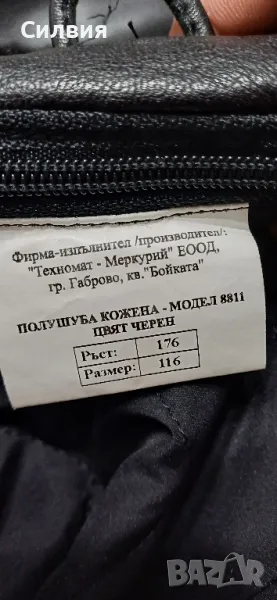 Силвия
Фирма-изпълнител /производител/:
"Техномат - Меркурий" ЕООД,
гр. Габрово, кв."Бойката"
ПОЛУШУБА КОЖЕНА - МОДЕЛ 8811
ЦВЯТ ЧЕРЕН
Ръст: 176
Размер: 116
BAZAR